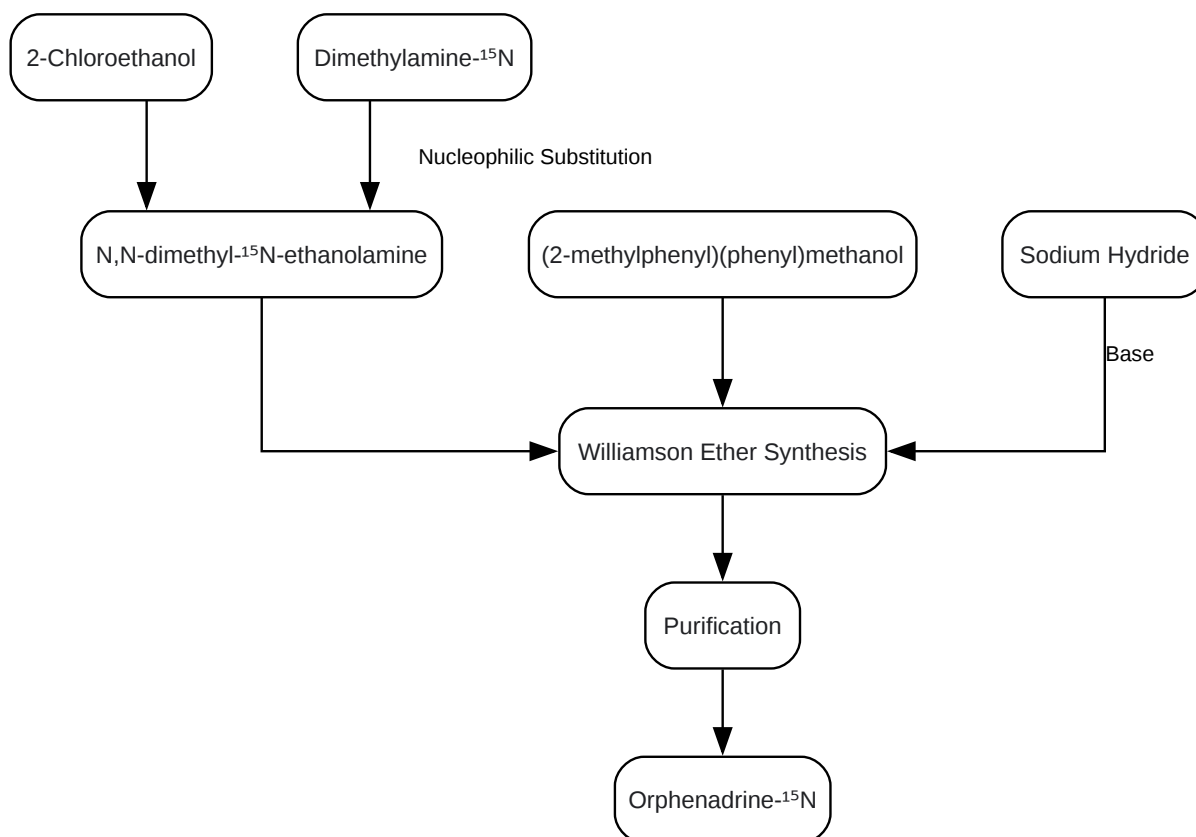 2-Chloroethanol
Dimethylamine-¹⁵N
Nucleophilic Substitution
N,N-dimethyl-¹⁵N-ethanolamine
(2-methylphenyl)(phenyl)methanol
Sodium Hydride
Base
Williamson Ether Synthesis
Purification
Orphenadrine-¹⁵N